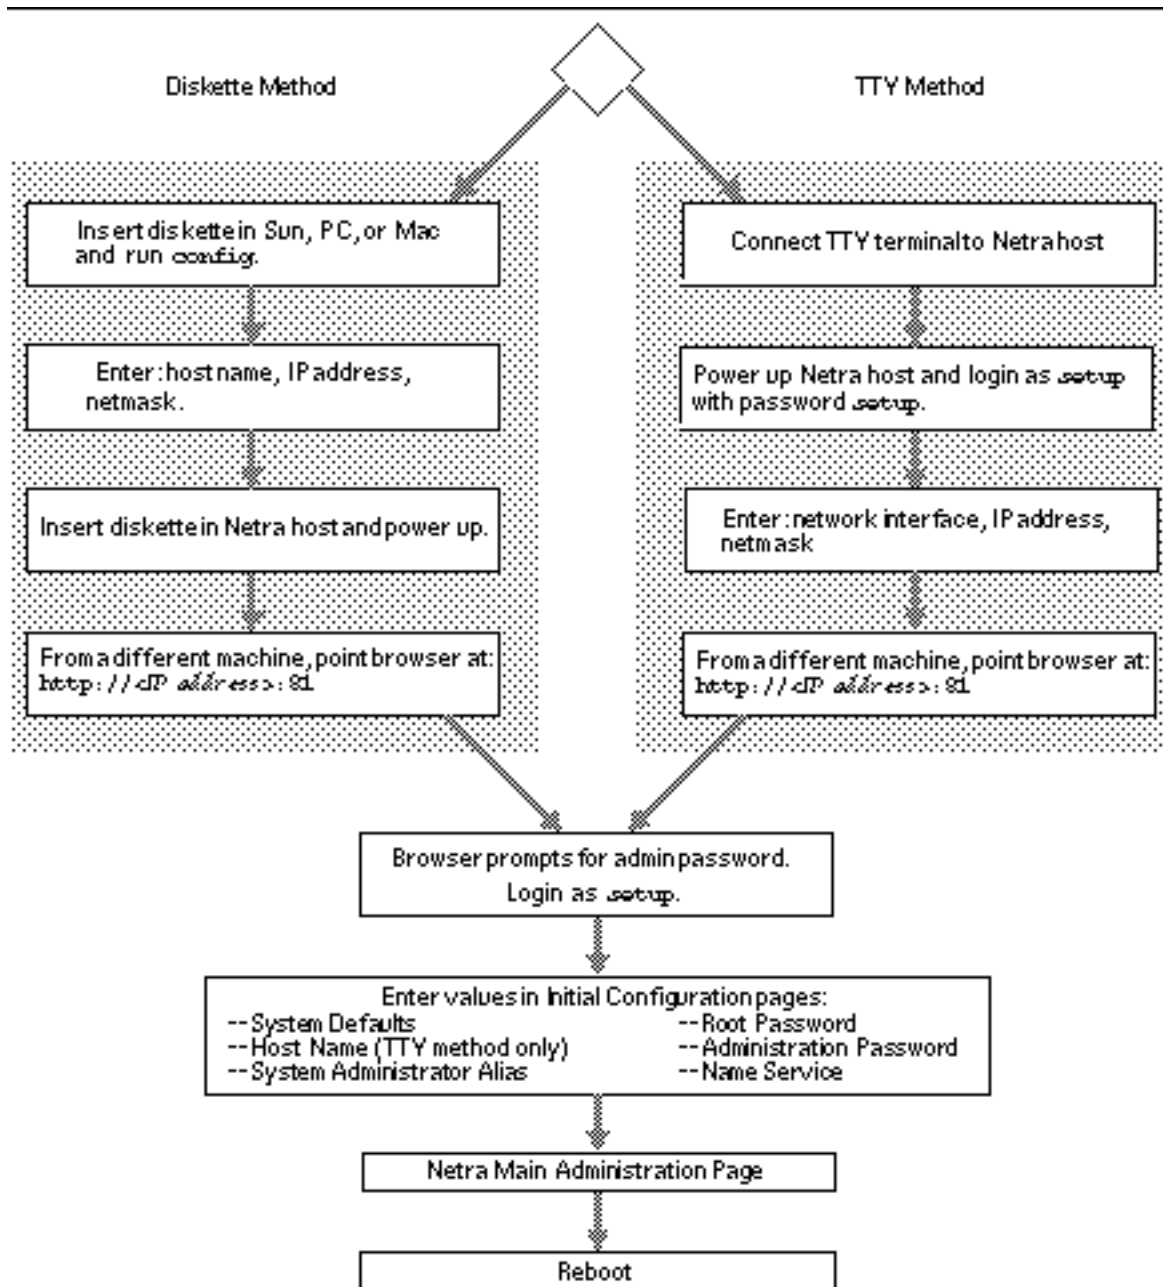 Diskette Method
TTY Method
Insert diskette in Sun, PC, or Mac
and run config.
Enter: host name, IP address,
netmask.
Insert diskette in Netra host and power up.
From a different machine, point browser at:
http://<IP address>:81
Connect TTY terminal to Netra host
Power up Netra host and login as setup
with password setup.
Enter: network interface, IP address,
netmask
From a different machine, point browser at:
http://<IP address>:81
Browser prompts for admin password.
Login as setup.
Enter values in Initial Configuration pages:
--System Defaults
--Host Name (TTY method only)
--System Administrator Alias
--Root Password
--Administration Password
--Name Service
Netra Main Administration Page
Reboot